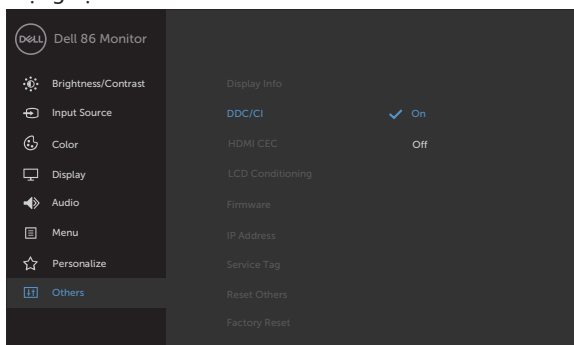 DELL Dell 86 Monitor
Brightness/Contrast Display Info
Input Source DDC/CI On
Color HDMI CEC Off
Display LCD Conditioning
Audio Firmware
Menu IP Address
Personalize Service Tag
Others Reset Others
Factory Reset